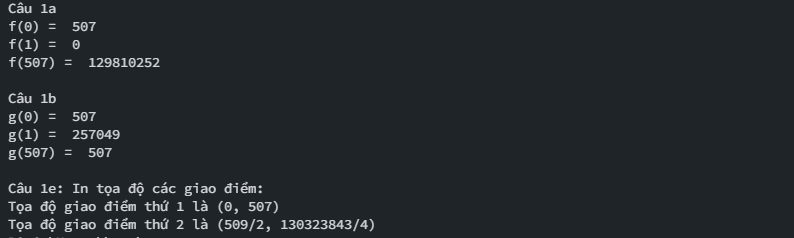 Câu 1a
f(0) =  507
f(1) =  0
f(507) =  129810252
Câu 1b
g(0) =  507
g(1) =  257049
g(507) =  507
Câu 1e: In tọa độ các giao điểm:
Tọa độ giao điểm thứ 1 là (0, 507)
Tọa độ giao điểm thứ 2 là (509/2, 130323843/4)